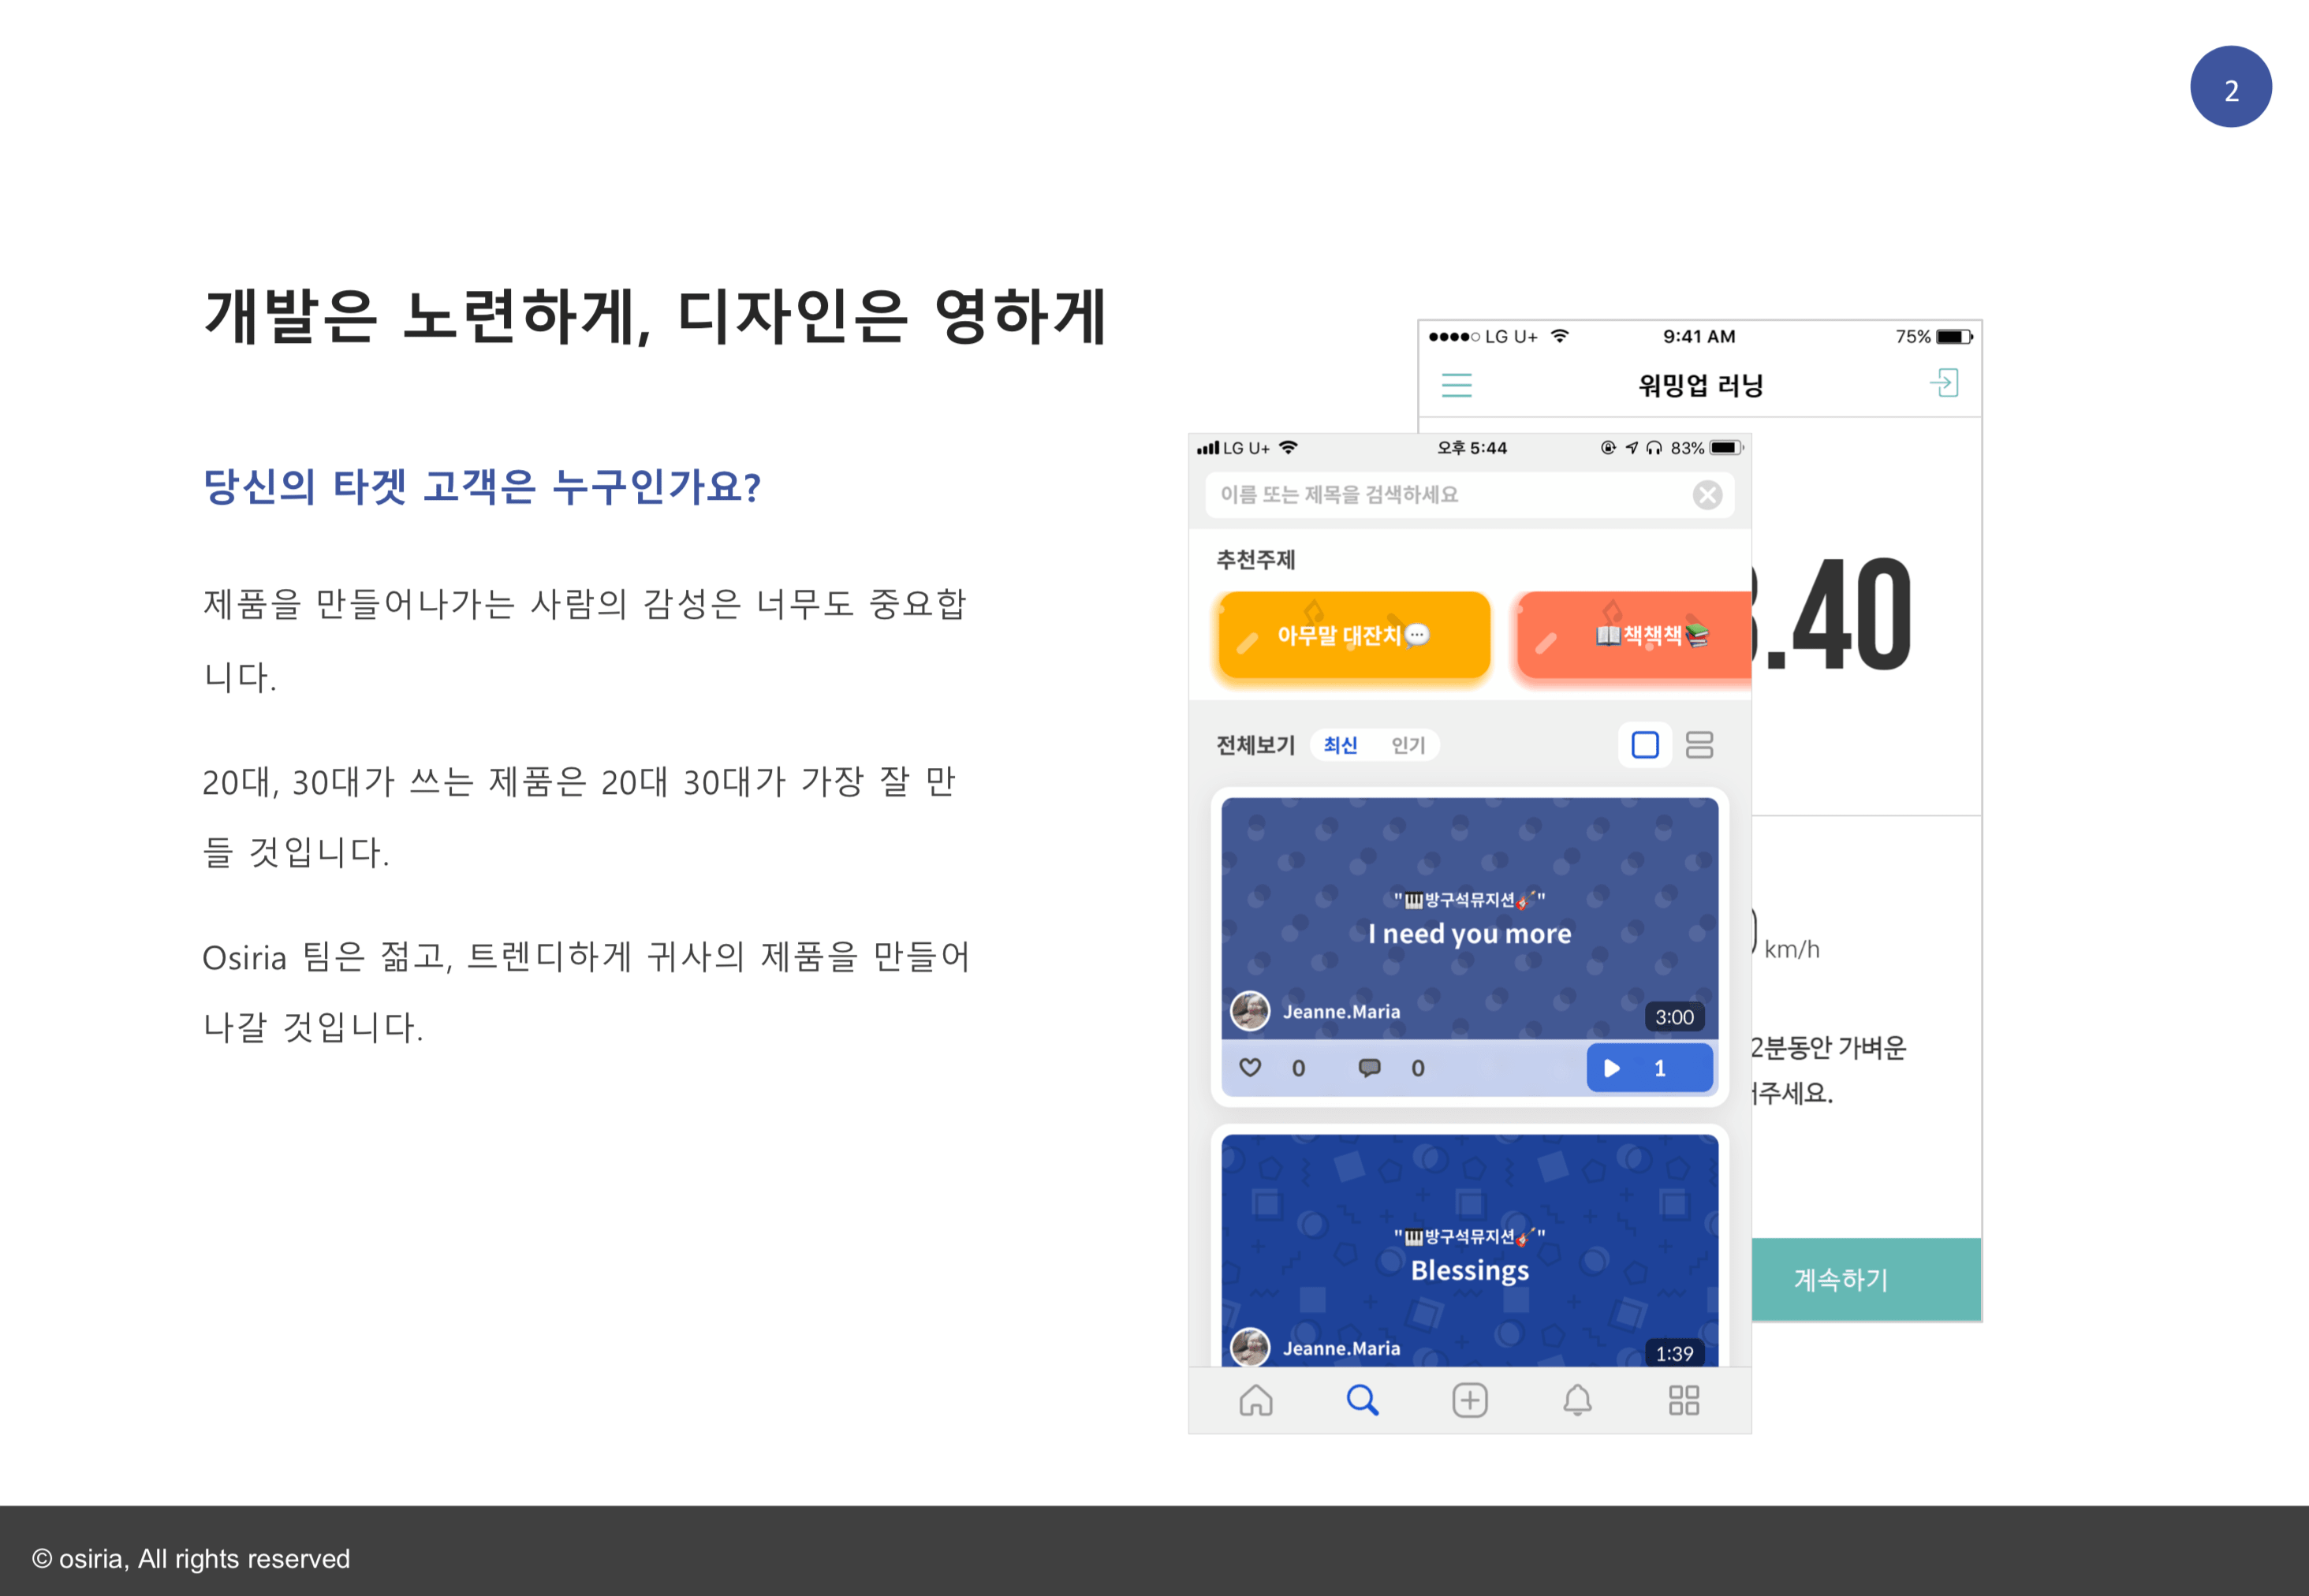 2
개발은 노련하게, 디자인은 영하게
당신의 타겟 고객은 누구인가요?
제품을 만들어나가는 사람의 감성은 너무도 중요합
니다.
20대, 30대가 쓰는 제품은 20대 30대가 가장 잘 만
들 것입니다.
Osiria 팀은 젊고, 트렌디하게 귀사의 제품을 만들어
나갈 것입니다.
LG U+ 9:41 AM 75%
워밍업 러닝
.40
km/h
2분동안 가벼운
주세요.
계속하기
LG U+ 오후 5:44 83%
이름 또는 제목을 검색하세요
추천주제
아무말 대잔치💬 📖책책책📚
전체보기 최신 인기
"🎹방구석뮤지션🎸"
I need you more
Jeanne.Maria 3:00
0 0 1
"🎹방구석뮤지션🎸"
Blessings
Jeanne.Maria 1:39
© osiria, All rights reserved